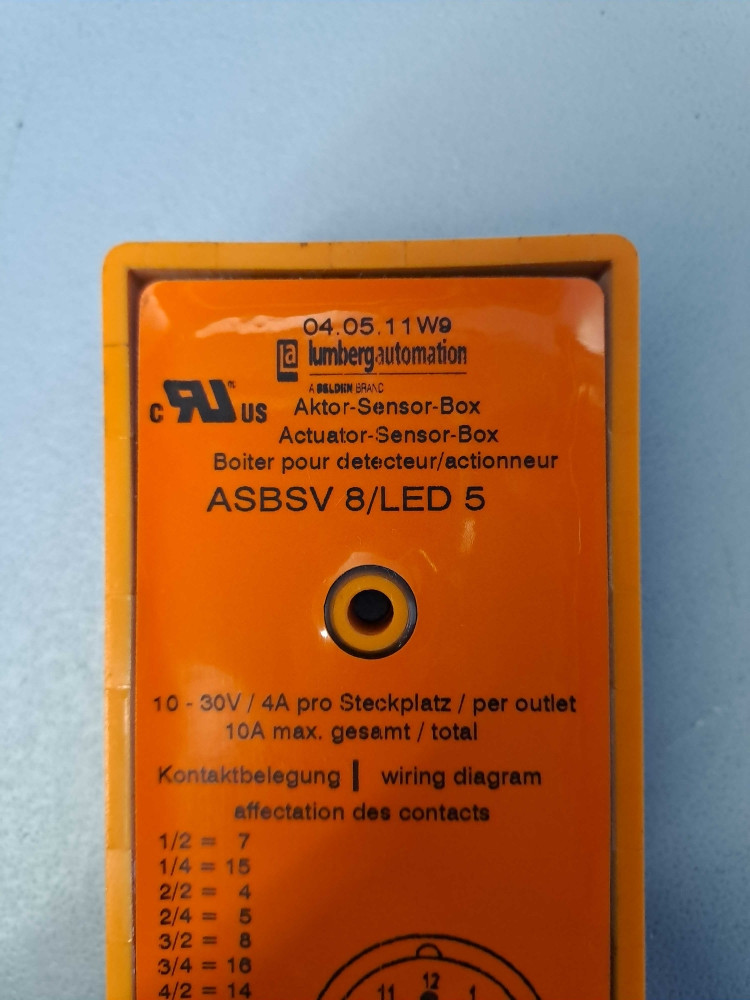 04.05.11W9
la lumbergautomation
A BELDEN BRAND
c RU US
Aktor-Sensor-Box
Actuator-Sensor-Box
Boiter pour detecteur/actionneur
ASBSV 8/LED 5
10 - 30V / 4A pro Steckplatz / per outlet
10A max. gesamt / total
Kontaktbelegung | wiring diagram
affectation des contacts
1/2 = 7
1/4 = 15
2/2 = 4
2/4 = 5
3/2 = 8
3/4 = 16
4/2 = 14
11 12 1